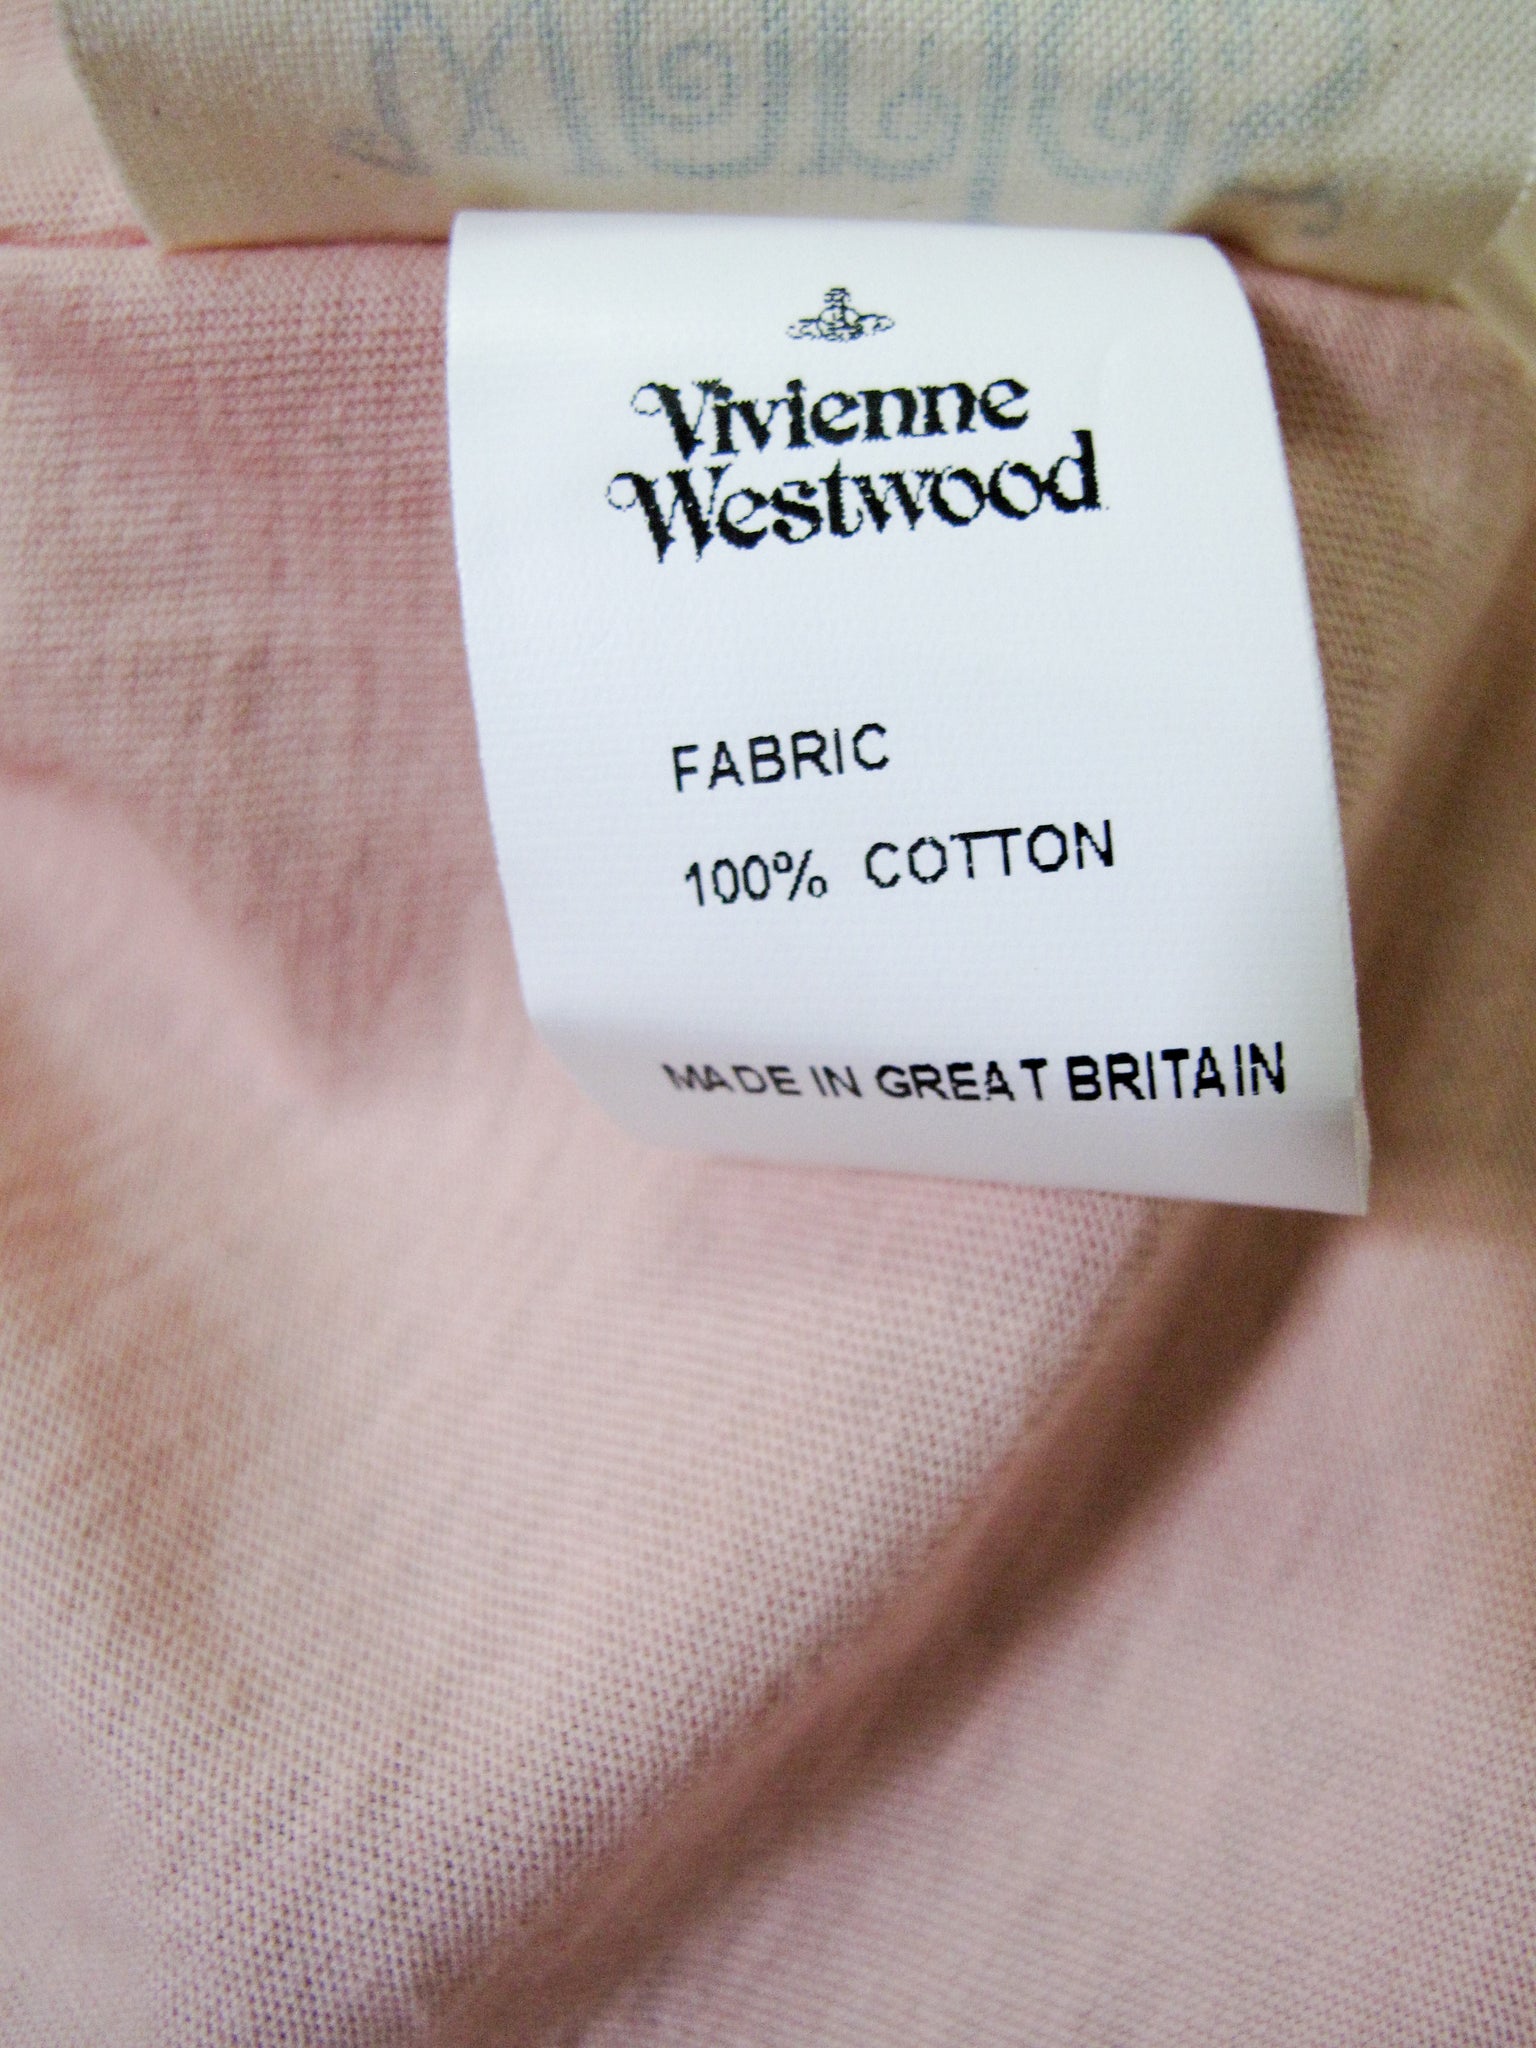 Vivienne
Westwood
FABRIC
100% COTTON
MADE IN GREAT BRITAIN